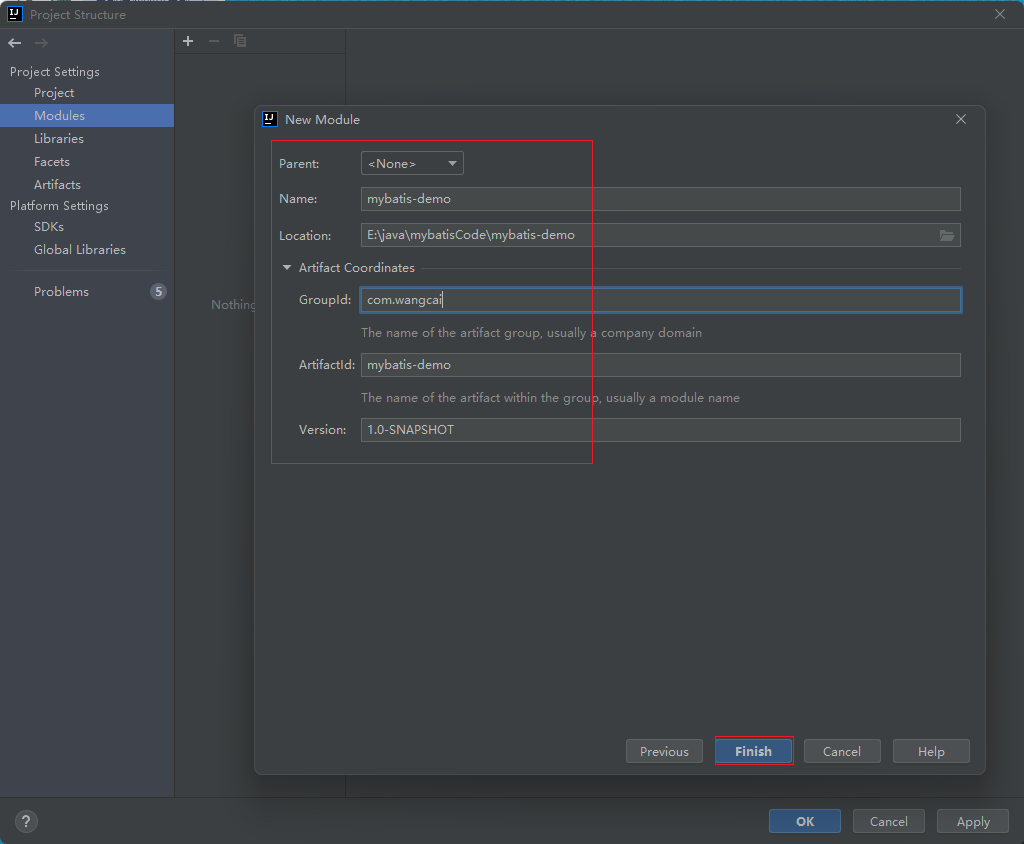 Project Structure
Project Settings
Project
Modules
Libraries
Facets
Artifacts
Platform Settings
SDKs
Global Libraries
Problems 5
Nothing
New Module
Parent: <None>
Name: mybatis-demo
Location: E:\java\mybatisCode\mybatis-demo
Artifact Coordinates
GroupId: com.wangcai
The name of the artifact group, usually a company domain
ArtifactId: mybatis-demo
The name of the artifact within the group, usually a module name
Version: 1.0-SNAPSHOT
Previous Finish Cancel Help
? OK Cancel Apply